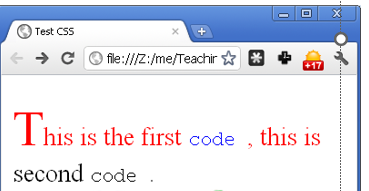 Test CSS
file:///Z:/me/Teachir
+17
This is the first code , this is
second code .